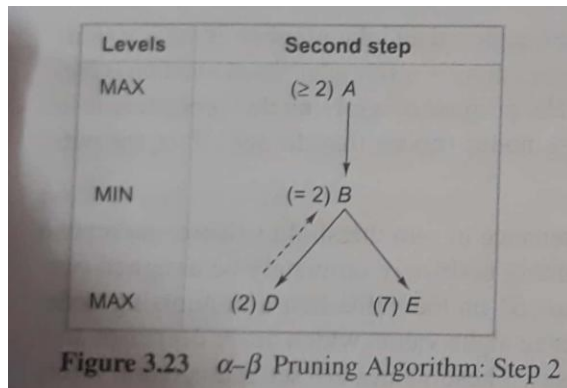 Levels Second step
MAX (≥ 2) A
MIN (= 2) B
MAX (2) D (7) E
Figure 3.23 α–β Pruning Algorithm: Step 2